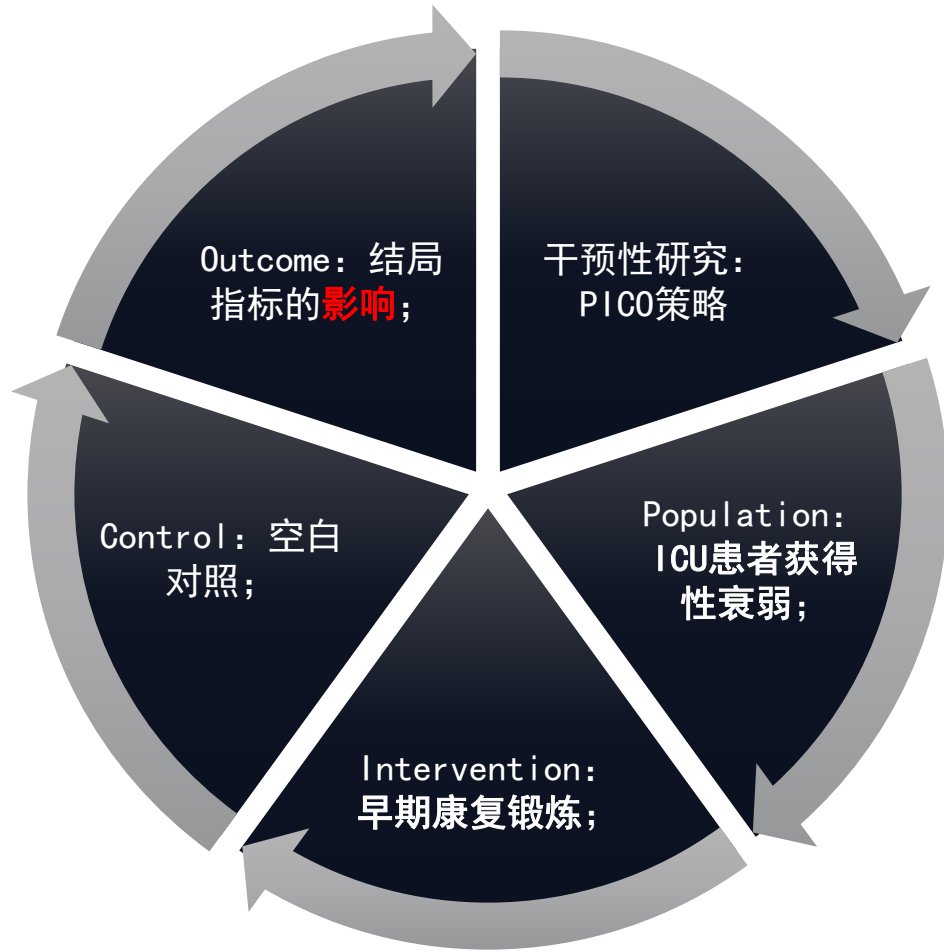 干预性研究：
PICO策略
Population：
ICU患者获得
性衰弱；
Intervention：
早期康复锻炼；
Control：空白
对照；
Outcome：结局
指标的影响；